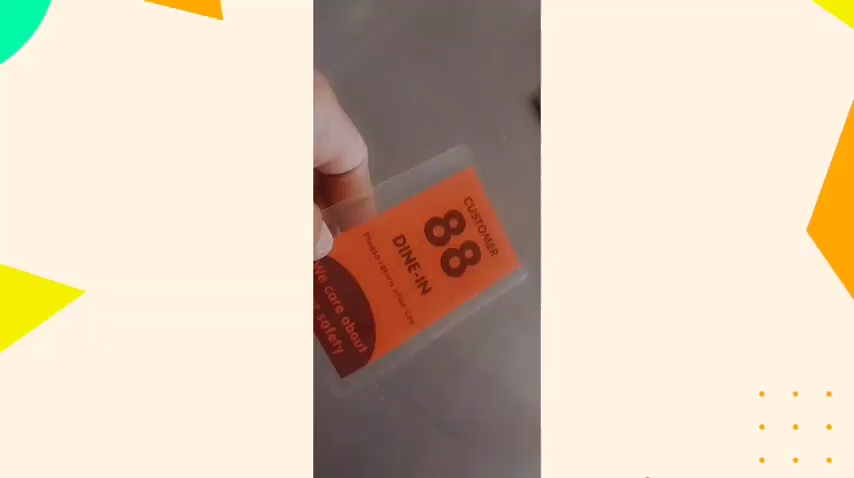 CUSTOMER
88
DINE-IN
Please return after use
We care about
safety